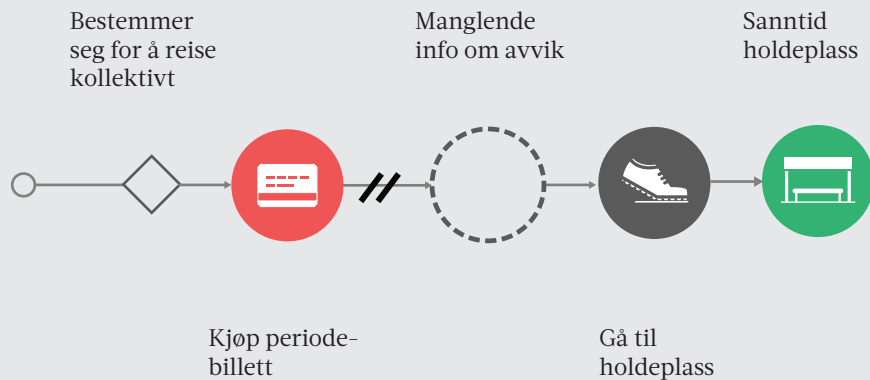 Bestemmer
seg for å reise
kollektivt
Manglende
info om avvik
Sanntid
holdeplass
Kjøp periode-
billett
Gå til
holdeplass